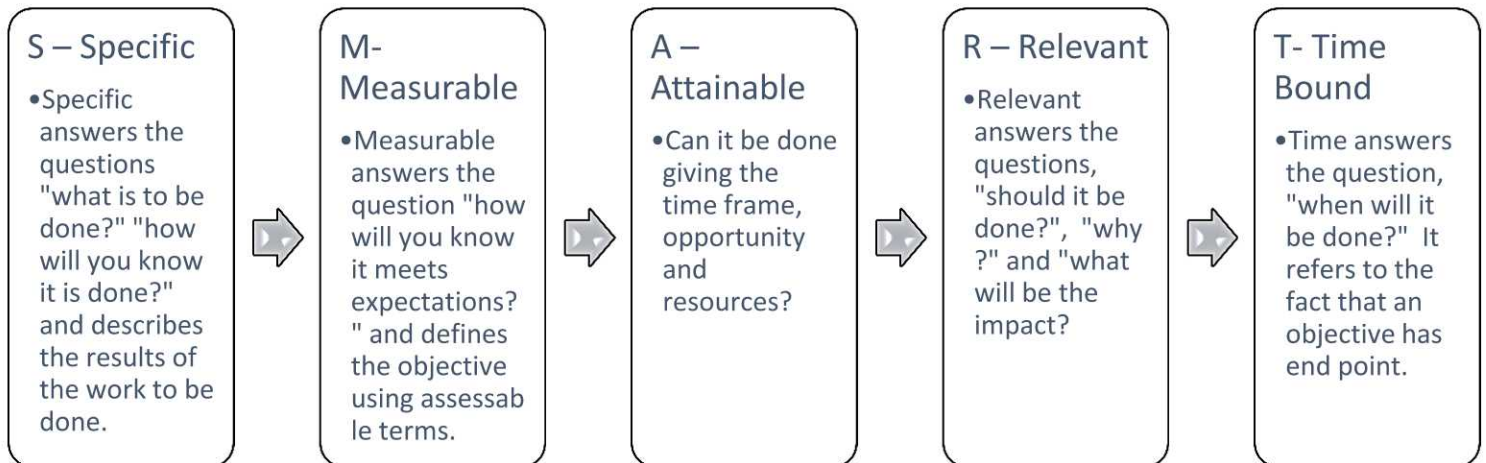 S – Specific
•Specific
answers the
questions
"what is to be
done?" "how
will you know
it is done?"
and describes
the results of
the work to be
done.
M-
Measurable
•Measurable
answers the
question "how
will you know
it meets
expectations?
" and defines
the objective
using assessab
le terms.
A –
Attainable
•Can it be done
giving the
time frame,
opportunity
and
resources?
R – Relevant
•Relevant
answers the
questions,
"should it be
done?", "why
?" and "what
will be the
impact?
T- Time
Bound
•Time answers
the question,
"when will it
be done?" It
refers to the
fact that an
objective has
end point.